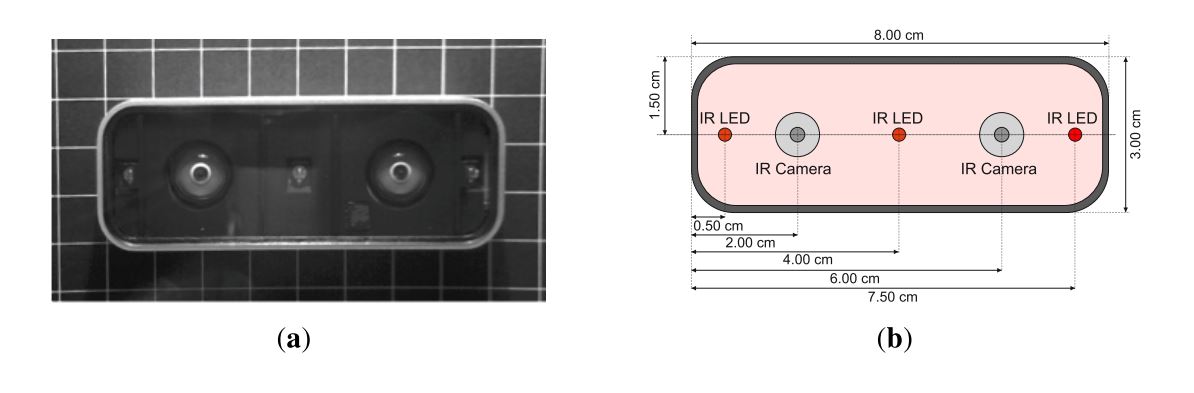 8.00 cm
1.50 cm
IR LED
IR LED
IR LED
3.00 cm
IR Camera
IR Camera
0.50 cm
2.00 cm
4.00 cm
6.00 cm
7.50 cm
(a)
(b)